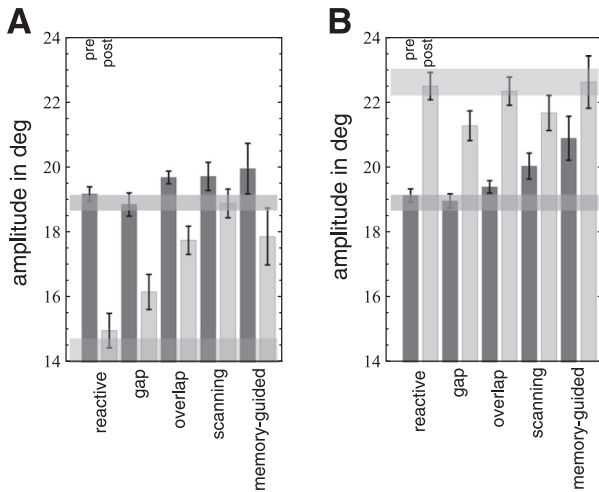 A
amplitude in deg
24
22
20
18
16
14
pre
post
reactive
gap
overlap
scanning
memory-guided
B
amplitude in deg
24
22
20
18
16
14
pre
post
reactive
gap
overlap
scanning
memory-guided